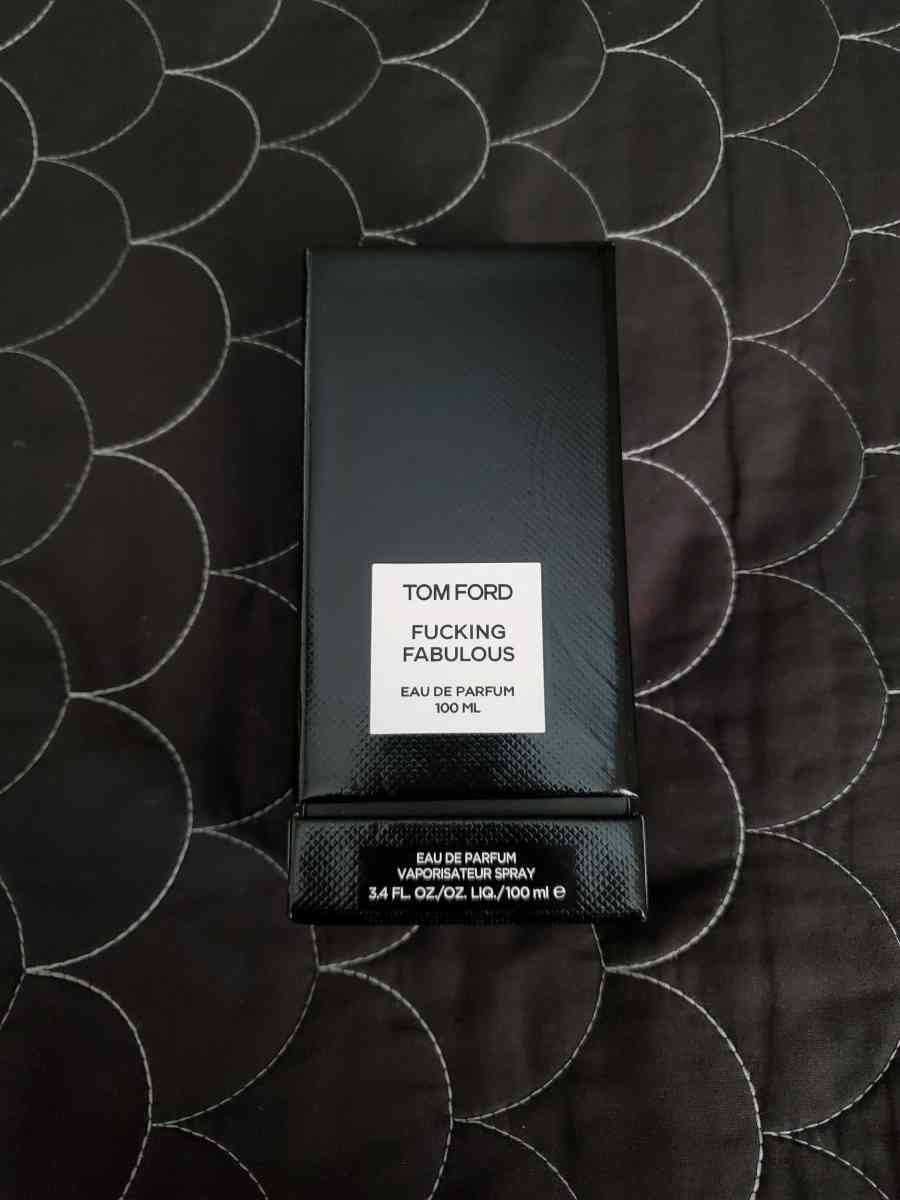 TOM FORD
FUCKING
FABULOUS
EAU DE PARFUM
100 ML
EAU DE PARFUM
VAPORISATEUR SPRAY
3.4 FL. OZ/OZ. LIQ./100 ml ℮